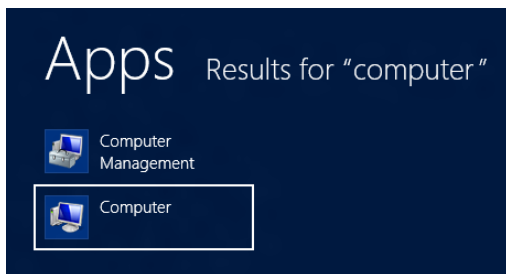 Apps Results for “computer”
Computer
Management
Computer